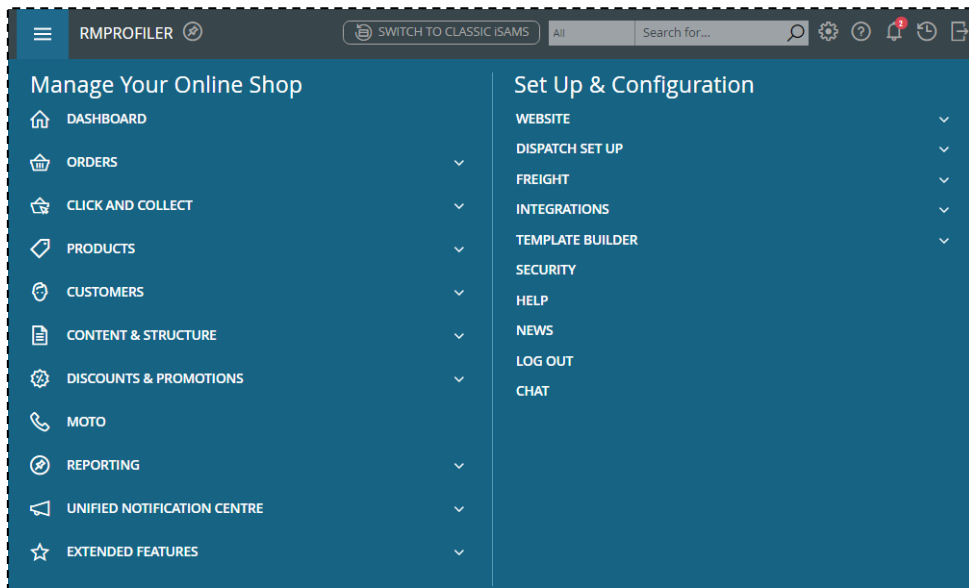 RMPROFILER
SWITCH TO CLASSIC iSAMS
All
Search for...
2
Manage Your Online Shop
DASHBOARD
ORDERS
CLICK AND COLLECT
PRODUCTS
CUSTOMERS
CONTENT & STRUCTURE
DISCOUNTS & PROMOTIONS
MOTO
REPORTING
UNIFIED NOTIFICATION CENTRE
EXTENDED FEATURES
Set Up & Configuration
WEBSITE
DISPATCH SET UP
FREIGHT
INTEGRATIONS
TEMPLATE BUILDER
SECURITY
HELP
NEWS
LOG OUT
CHAT